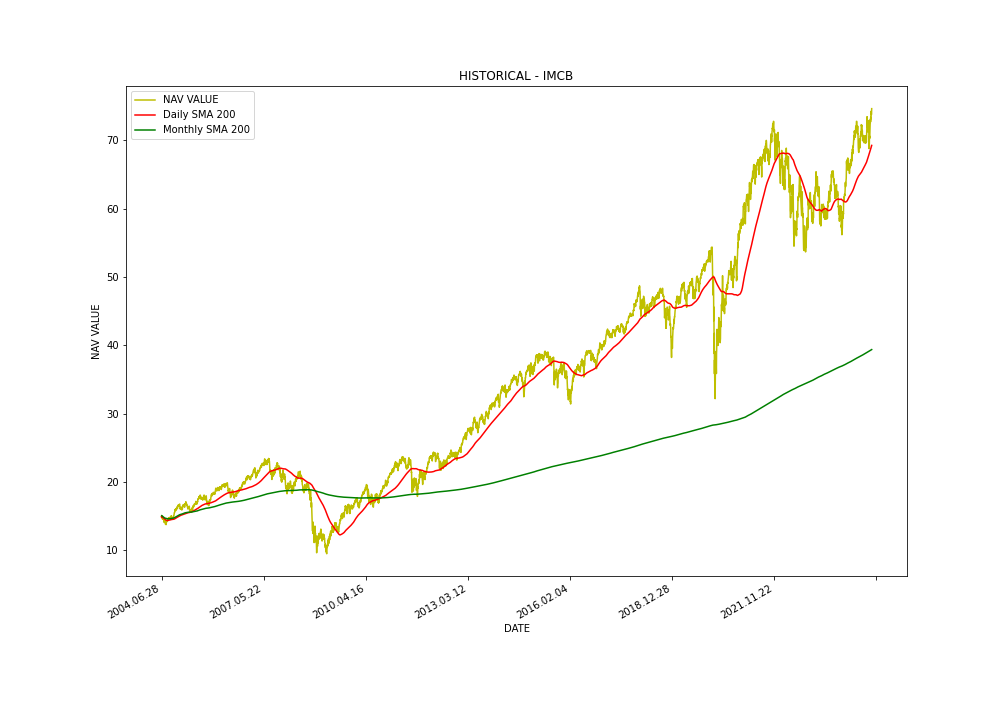 HISTORICAL - IMCB
NAV VALUE
Daily SMA 200
Monthly SMA 200
70
60
50
40
30
20
10
NAV VALUE
2004.06.28
2007.05.22
2010.04.16
2013.03.12
2016.02.04
2018.12.28
2021.11.22
DATE